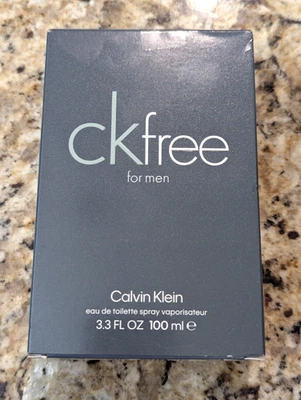 ckfree
for men
Calvin Klein
eau de toilette spray vaporisateur
3.3 FL OZ 100 ml ℮